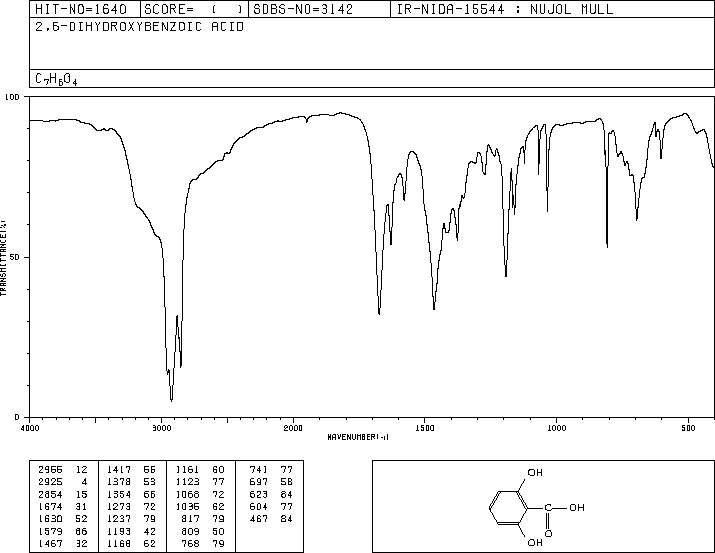 HIT-NO=1640 SCORE= ( ) SDBS-NO=3142 IR-NIDA-15544 : NUJOL MULL
2,6-DIHYDROXYBENZOIC ACID
C7H6O4
100
50
0
TRANSMITTANCE(%)
4000 3000 2000 1500 1000 500
WAVENUMBER(-1)
2956 12 1417 56 1161 60 741 77
2925 4 1378 53 1123 77 697 58
2854 15 1354 66 1068 72 623 84
1674 31 1273 72 1036 62 604 77
1630 52 1237 79 817 79 467 84
1579 66 1193 42 809 50
1467 32 1168 62 768 79
OH
C OH
O
OH